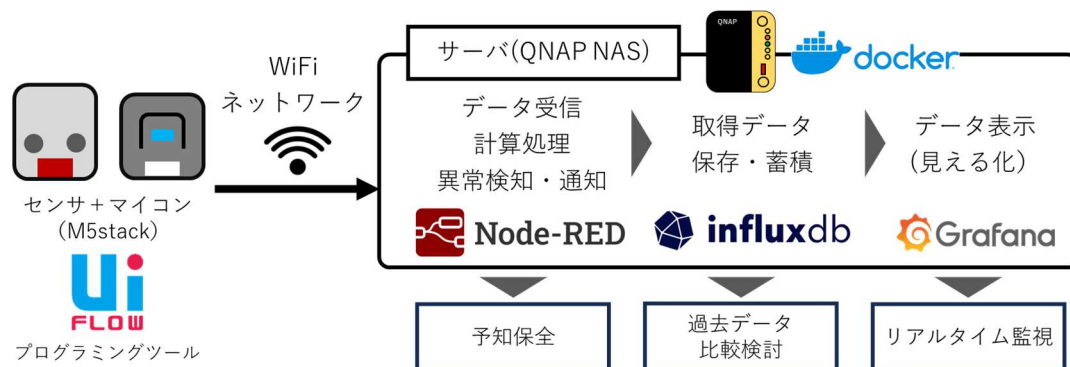 サーバ(QNAP NAS)
QNAP
docker
WiFi
ネットワーク
センサ＋マイコン
(M5stack)
Ui
FLOW
プログラミングツール
データ受信
計算処理
異常検知・通知
Node-RED
取得データ
保存・蓄積
influxdb
データ表示
(見える化)
Grafana
予知保全
過去データ
比較検討
リアルタイム監視